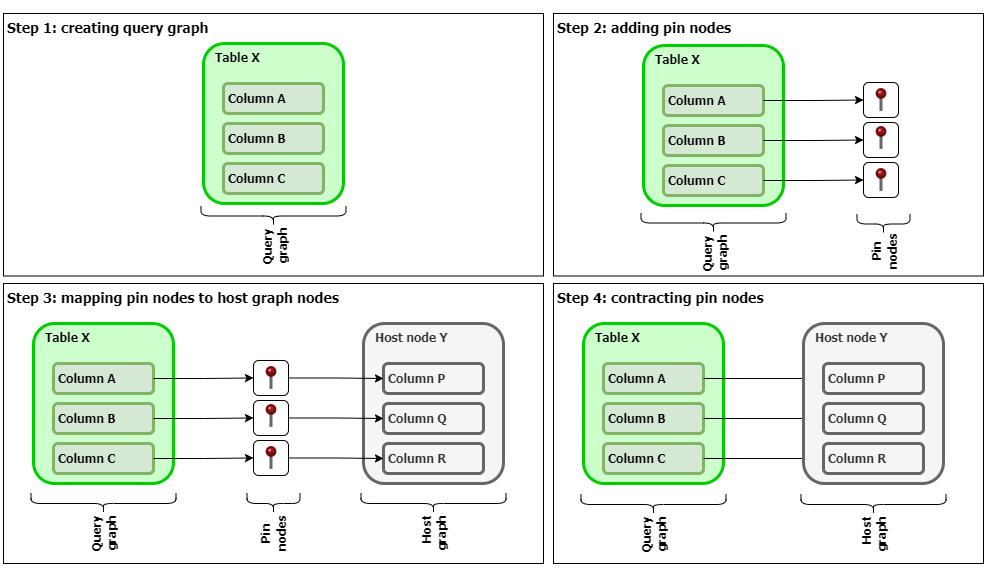 Step 1: creating query graph
Table X
Column A
Column B
Column C
Query
graph
Step 2: adding pin nodes
Table X
Column A
Column B
Column C
Query
graph
Pin
nodes
Step 3: mapping pin nodes to host graph nodes
Table X
Column A
Column B
Column C
Host node Y
Column P
Column Q
Column R
Query
graph
Pin
nodes
Host
graph
Step 4: contracting pin nodes
Table X
Column A
Column B
Column C
Host node Y
Column P
Column Q
Column R
Query
graph
Host
graph